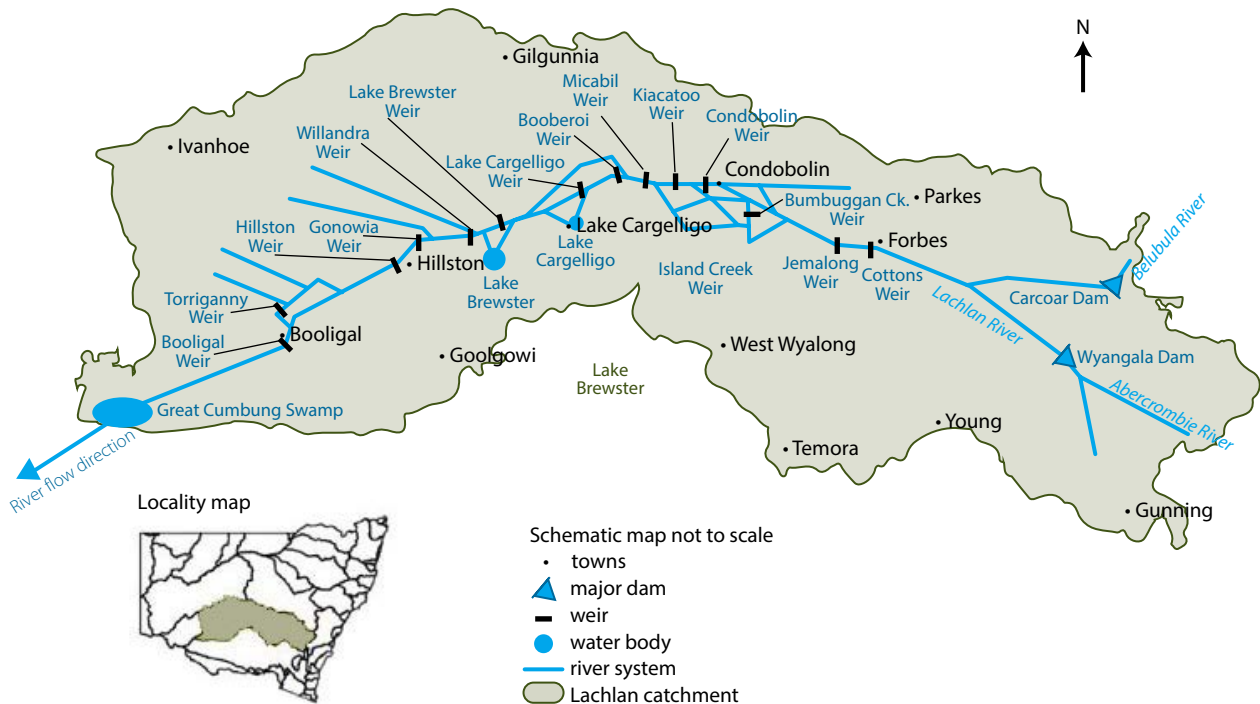 N
Gilgunnia
Micabil
Weir
Kiacatoo
Weir
Lake Brewster
Weir
Condobolin
Weir
Booberoi
Weir
Willandra
Weir
Ivanhoe
Lake Cargelligo
Weir
Condobolin
Parkes
Bumbuggan Ck.
Weir
Hillston
Weir
Gonowia
Weir
Lake Cargelligo
Lake
Cargelligo
Forbes
Belubula River
Hillston
Lake
Brewster
Island Creek
Weir
Jemalong
Weir
Cottons
Weir
Carcoar Dam
Torriganny
Weir
Lachlan River
Booligal
Weir
Booligal
Goolgowi
West Wyalong
Wyangala Dam
Lake
Brewster
Abercrombie River
Great Cumbung Swamp
Young
Temora
River flow direction
Gunning
Locality map
Schematic map not to scale
towns
major dam
weir
water body
river system
Lachlan catchment